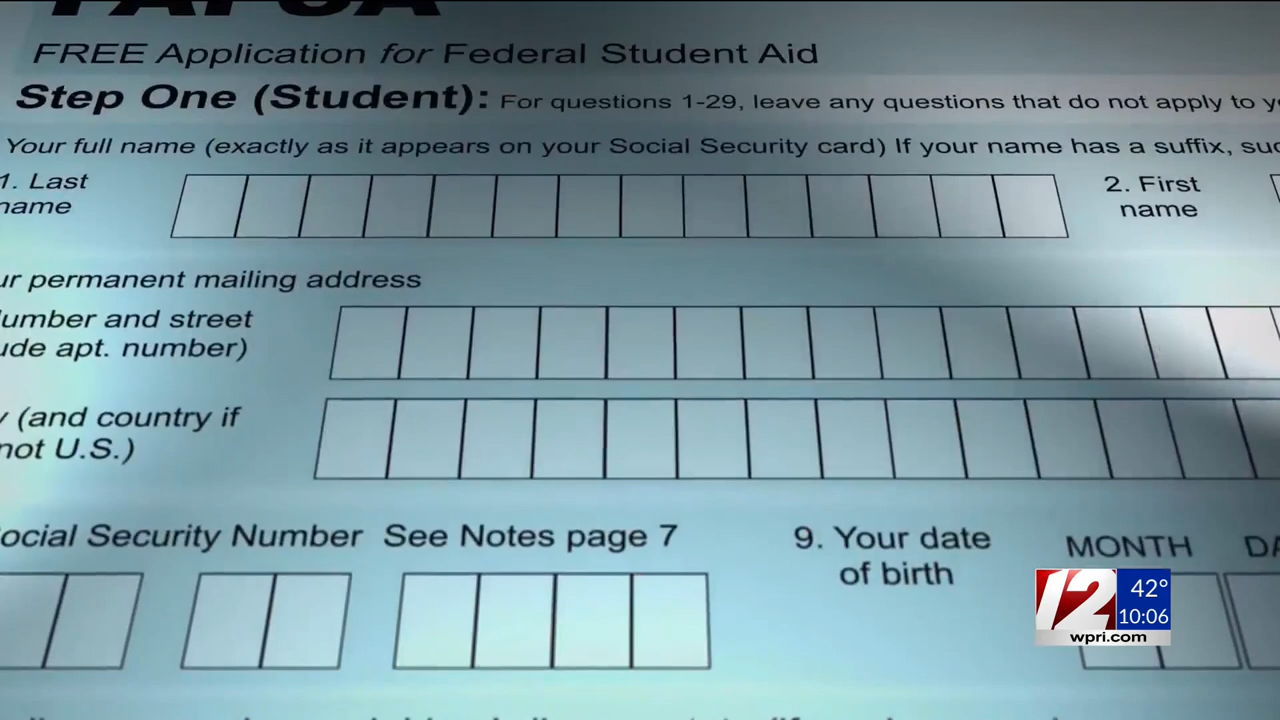 FAFSA
FREE Application for Federal Student Aid
Step One (Student): For questions 1-29, leave any questions that do not apply to
Your full name (exactly as it appears on your Social Security card) If your name has a suffix,
1. Last
name
2. First
name
permanent mailing address
and street
apt. number)
(and country if
not U.S.)
Social Security Number See Notes page 7
9. Your date
of birth
MONTH
12
42°
10:06
wpri.com